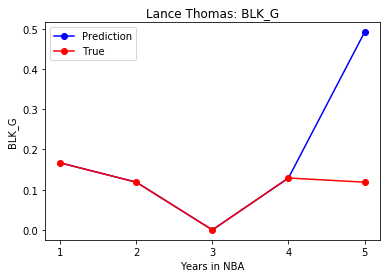 Lance Thomas: BLK_G
Prediction
True
BLK_G
0.5
0.4
0.3
0.2
0.1
0.0
1 2 3 4 5
Years in NBA